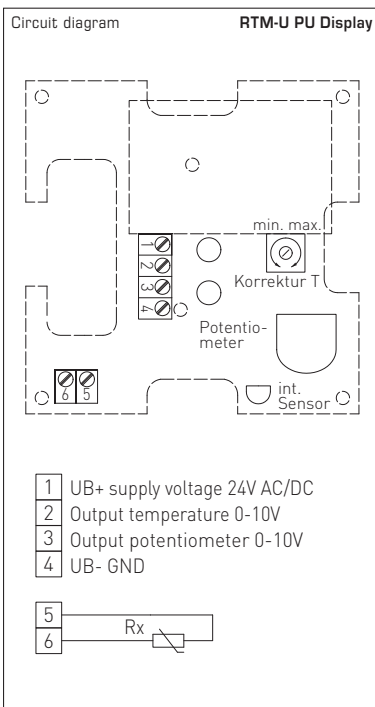 Circuit diagram RTM-U PU Display
min. max.
1
2
3
4
Korrektur T
Potentio-
meter
6 5
int.
Sensor
1 UB+ supply voltage 24V AC/DC
2 Output temperature 0-10V
3 Output potentiometer 0-10V
4 UB- GND
5
Rx
6